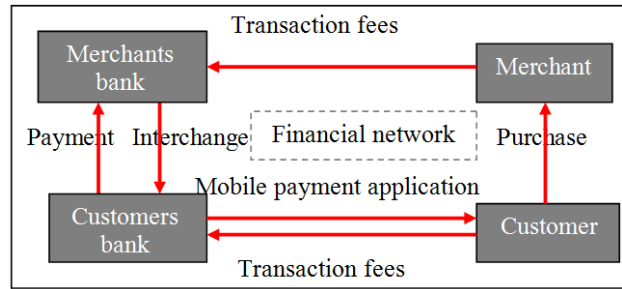 Transaction fees
Merchants
bank
Merchant
Payment
Interchange
Financial network
Purchase
Mobile payment application
Customers
bank
Customer
Transaction fees